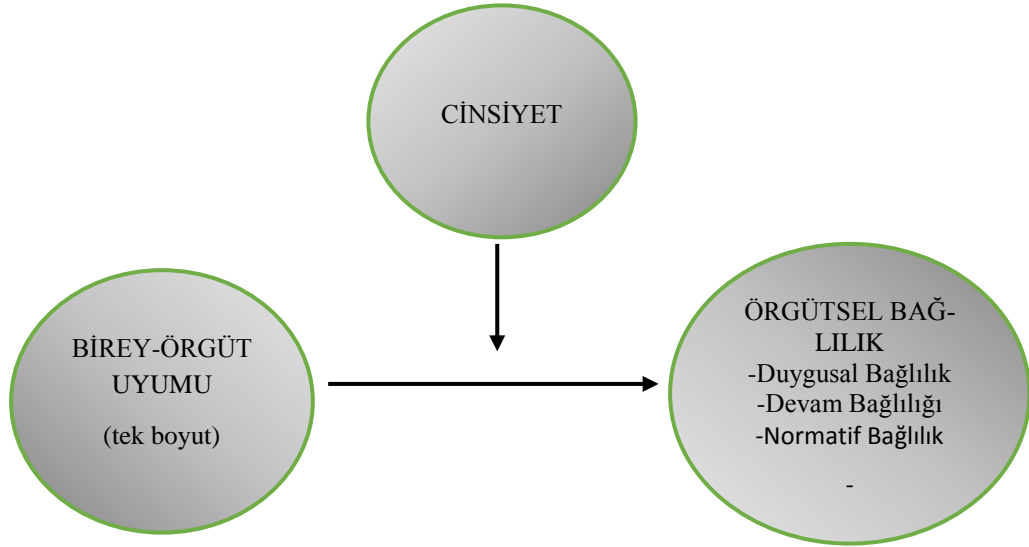 CİNSİYET
BİREY-ÖRGÜT
UYUMU
(tek boyut)
ÖRGÜTSEL BAĞ-
LILIK
-Duygusal Bağlılık
-Devam Bağlılığı
-Normatif Bağlılık
-